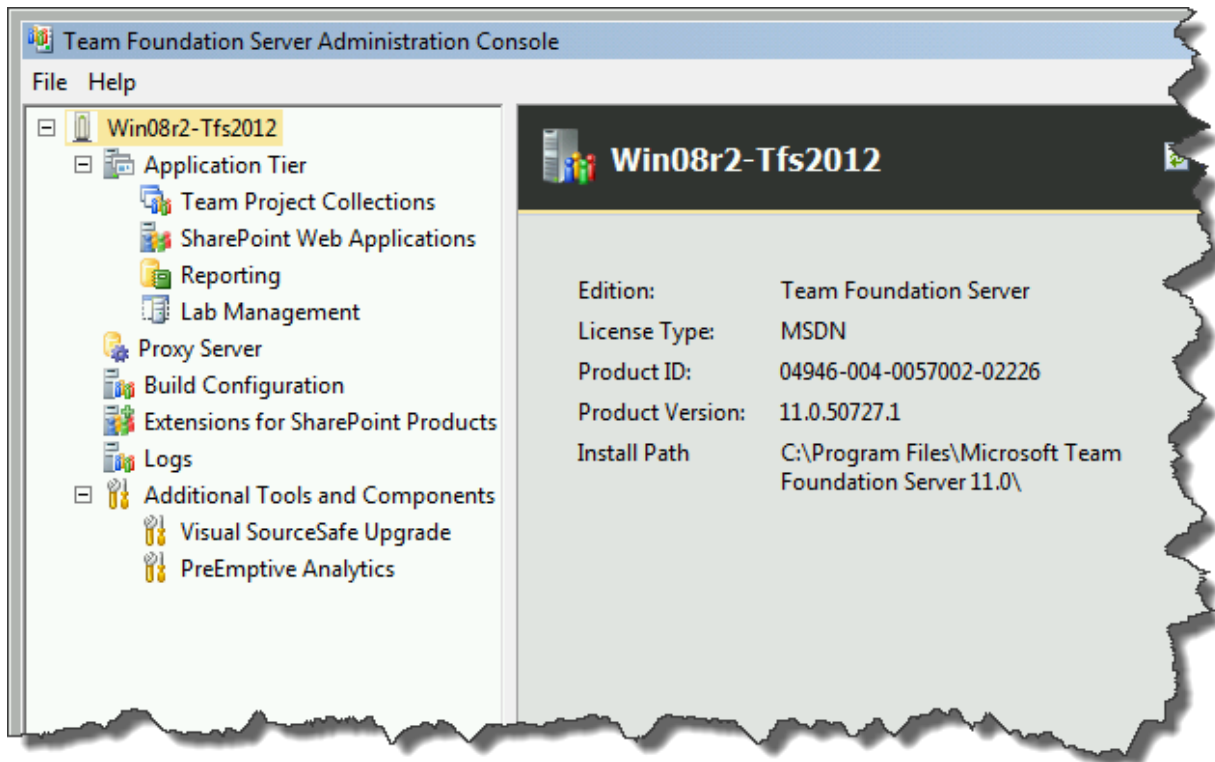 Team Foundation Server Administration Console
File Help
Win08r2-Tfs2012
Application Tier
Team Project Collections
SharePoint Web Applications
Reporting
Lab Management
Proxy Server
Build Configuration
Extensions for SharePoint Products
Logs
Additional Tools and Components
Visual SourceSafe Upgrade
PreEmptive Analytics
Win08r2-Tfs2012
Edition: Team Foundation Server
License Type: MSDN
Product ID: 04946-004-0057002-02226
Product Version: 11.0.50727.1
Install Path C:\Program Files\Microsoft Team
Foundation Server 11.0\